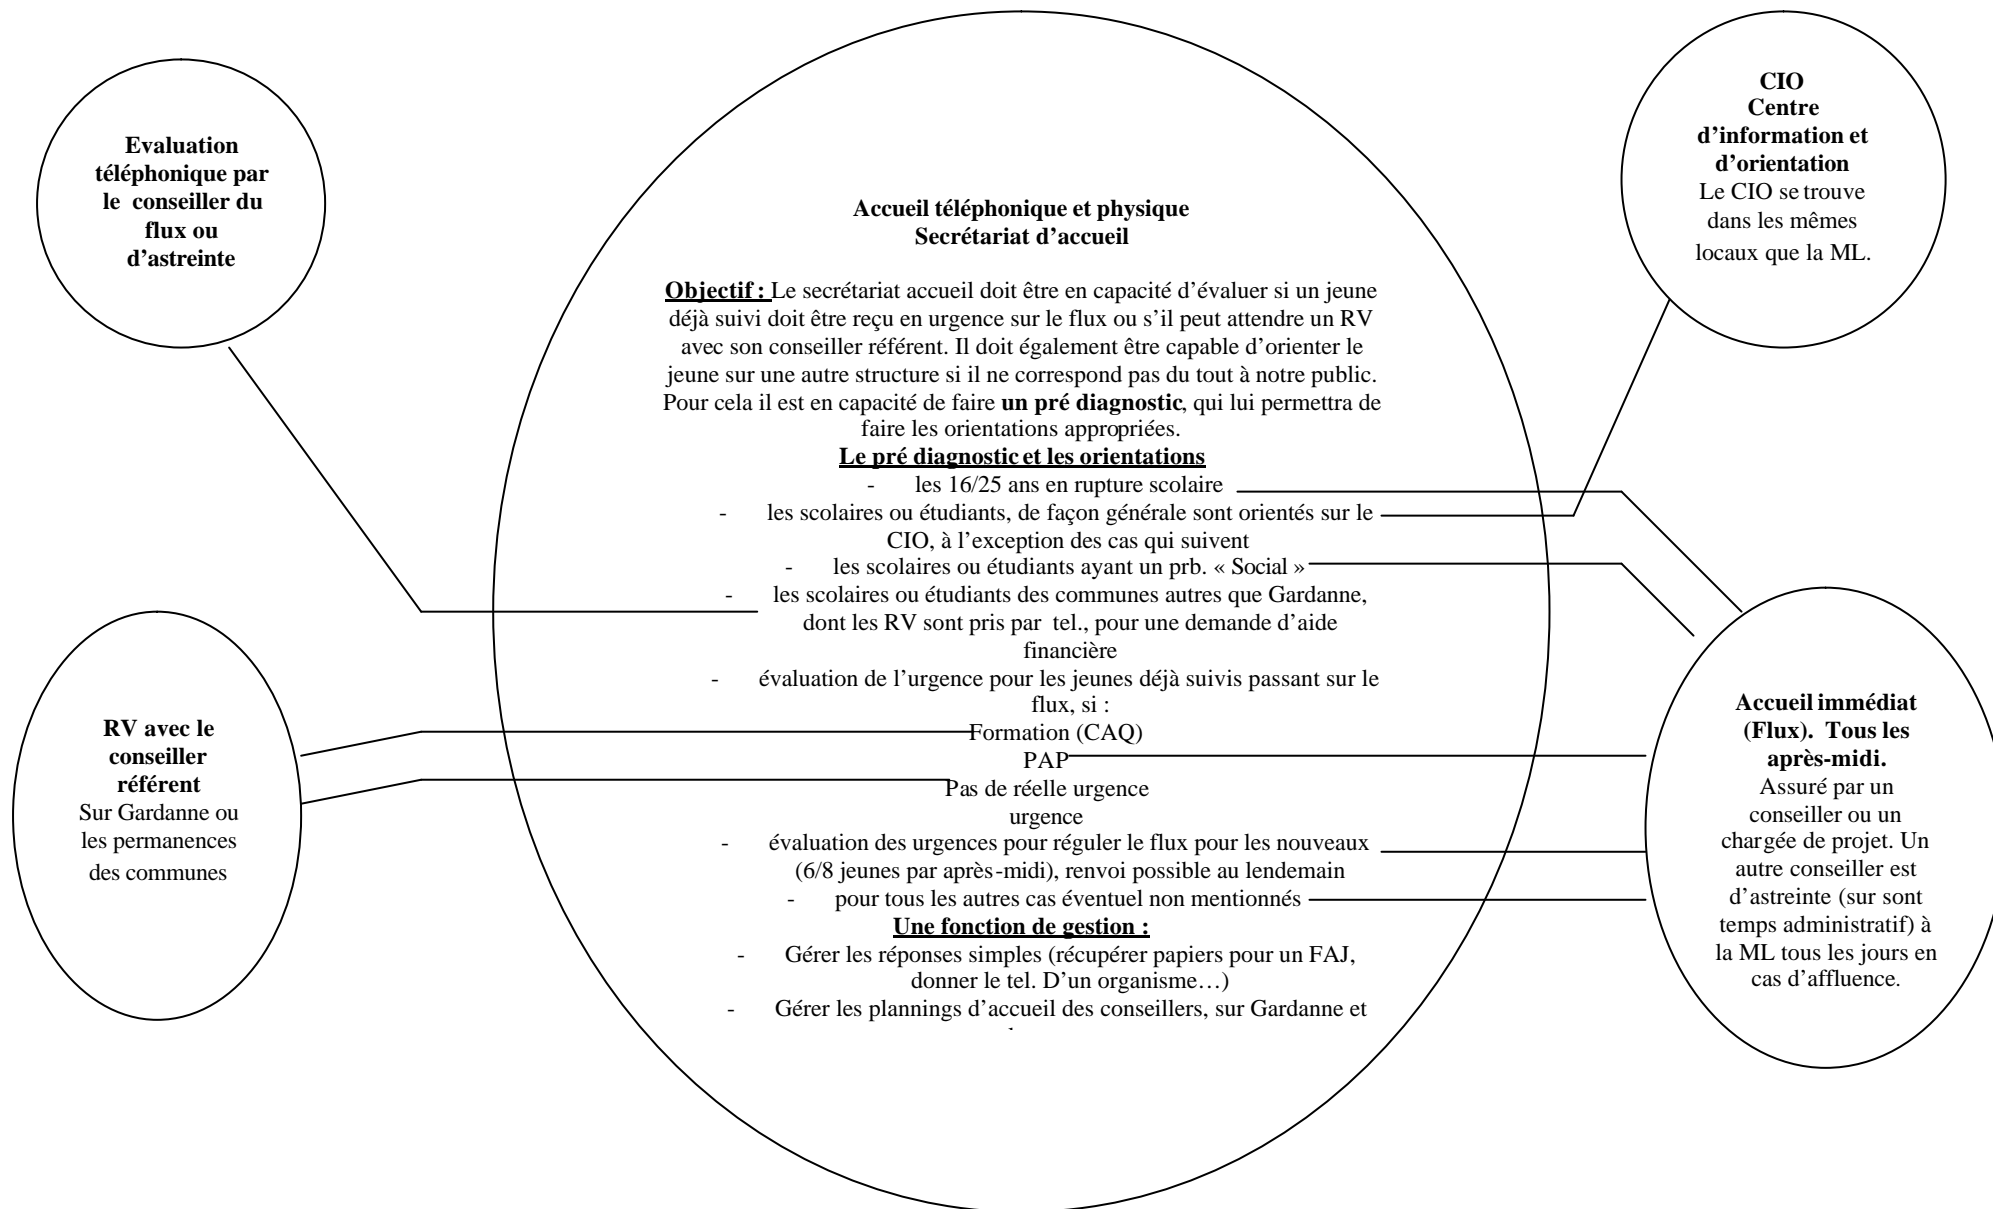 Evaluation
téléphonique par
le conseiller du
flux ou
d'astreinte
RV avec le
conseiller
référent
Sur Gardanne ou
les permanences
des communes
Accueil téléphonique et physique
Secrétariat d'accueil
Objectif : Le secrétariat accueil doit être en capacité d'évaluer si un jeune
déjà suivi doit être reçu en urgence sur le flux ou s'il peut attendre un RV
avec son conseiller référent. Il doit également être capable d'orienter le
jeune sur une autre structure si il ne correspond pas du tout à notre public.
Pour cela il est en capacité de faire un pré diagnostic, qui lui permettra de
faire les orientations appropriées.
Le pré diagnostic et les orientations
- les 16/25 ans en rupture scolaire
- les scolaires ou étudiants, de façon générale sont orientés sur le
CIO, à l'exception des cas qui suivent
- les scolaires ou étudiants ayant un prb. « Social »
- les scolaires ou étudiants des communes autres que Gardanne,
dont les RV sont pris par tel., pour une demande d'aide
financière
- évaluation de l'urgence pour les jeunes déjà suivis passant sur le
flux, si :
Formation (CAQ)
PAP
Pas de réelle urgence
urgence
- évaluation des urgences pour réguler le flux pour les nouveaux
(6/8 jeunes par après-midi), renvoi possible au lendemain
- pour tous les autres cas éventuel non mentionnés
Une fonction de gestion :
- Gérer les réponses simples (récupérer papiers pour un FAJ,
donner le tel. D'un organisme…)
- Gérer les plannings d'accueil des conseillers, sur Gardanne et
CIO
Centre
d'information et
d'orientation
Le CIO se trouve
dans les mêmes
locaux que la ML.
Accueil immédiat
(Flux). Tous les
après-midi.
Assuré par un
conseiller ou un
chargée de projet. Un
autre conseiller est
d'astreinte (sur sont
temps administratif) à
la ML tous les jours en
cas d'affluence.